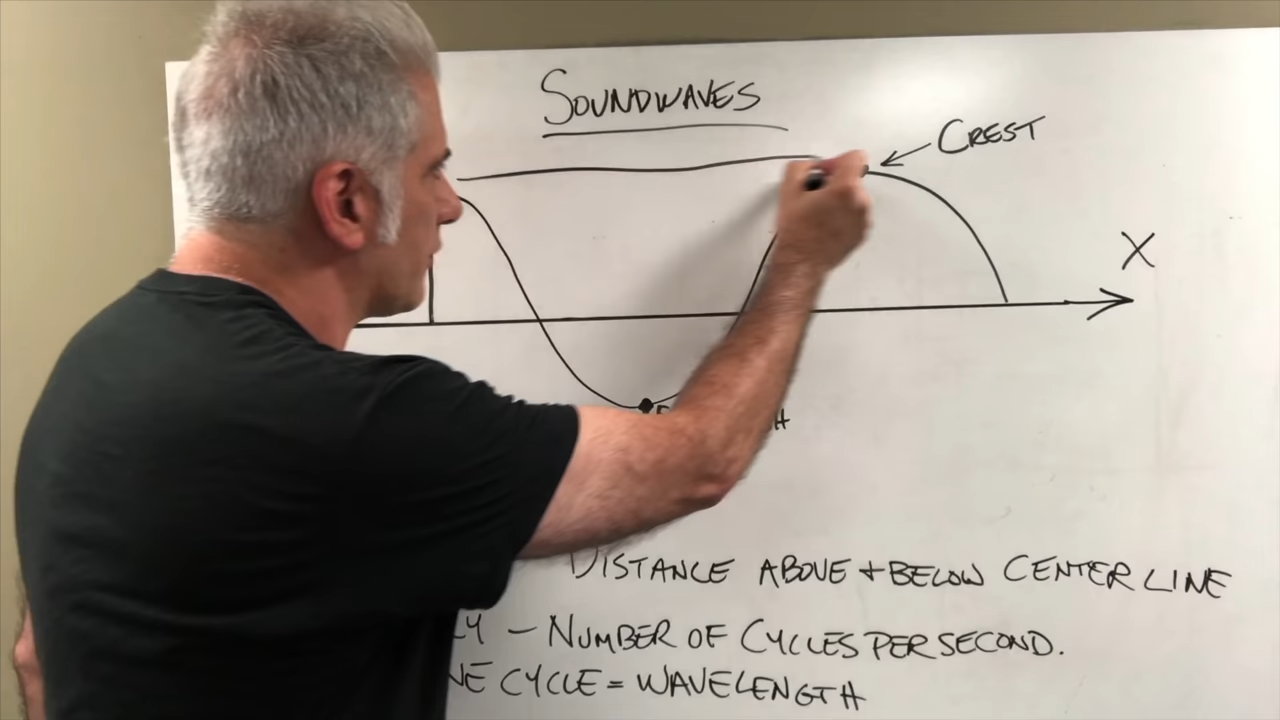 SOUNDWAVES
CREST
X
DISTANCE ABOVE + BELOW CENTER LINE
– NUMBER OF CYCLES PER SECOND.
CYCLE = WAVELENGTH